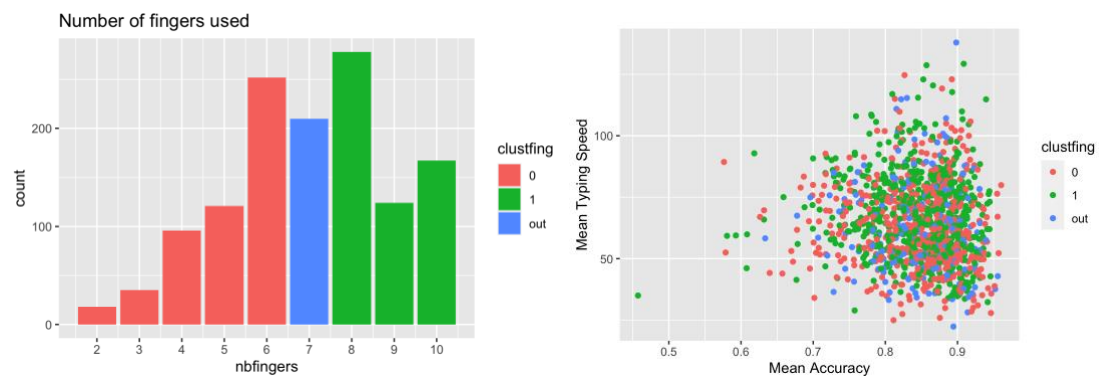 Number of fingers used
200
100
0
count
2 3 4 5 6 7 8 9 10
nbfingers
clustfing
0
1
out
100
50
Mean Typing Speed
0.5 0.6 0.7 0.8 0.9
Mean Accuracy
clustfing
0
1
out